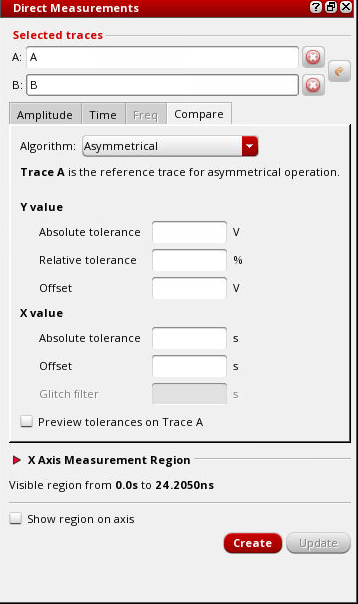 Direct Measurements
Selected traces
A: A
B: B
Amplitude Time Freq Compare
Algorithm: Asymmetrical
Trace A is the reference trace for asymmetrical operation.
Y value
Absolute tolerance V
Relative tolerance %
Offset V
X value
Absolute tolerance s
Offset s
Glitch filter s
Preview tolerances on Trace A
X Axis Measurement Region
Visible region from 0.0s to 24.2050ns
Show region on axis
Create Update